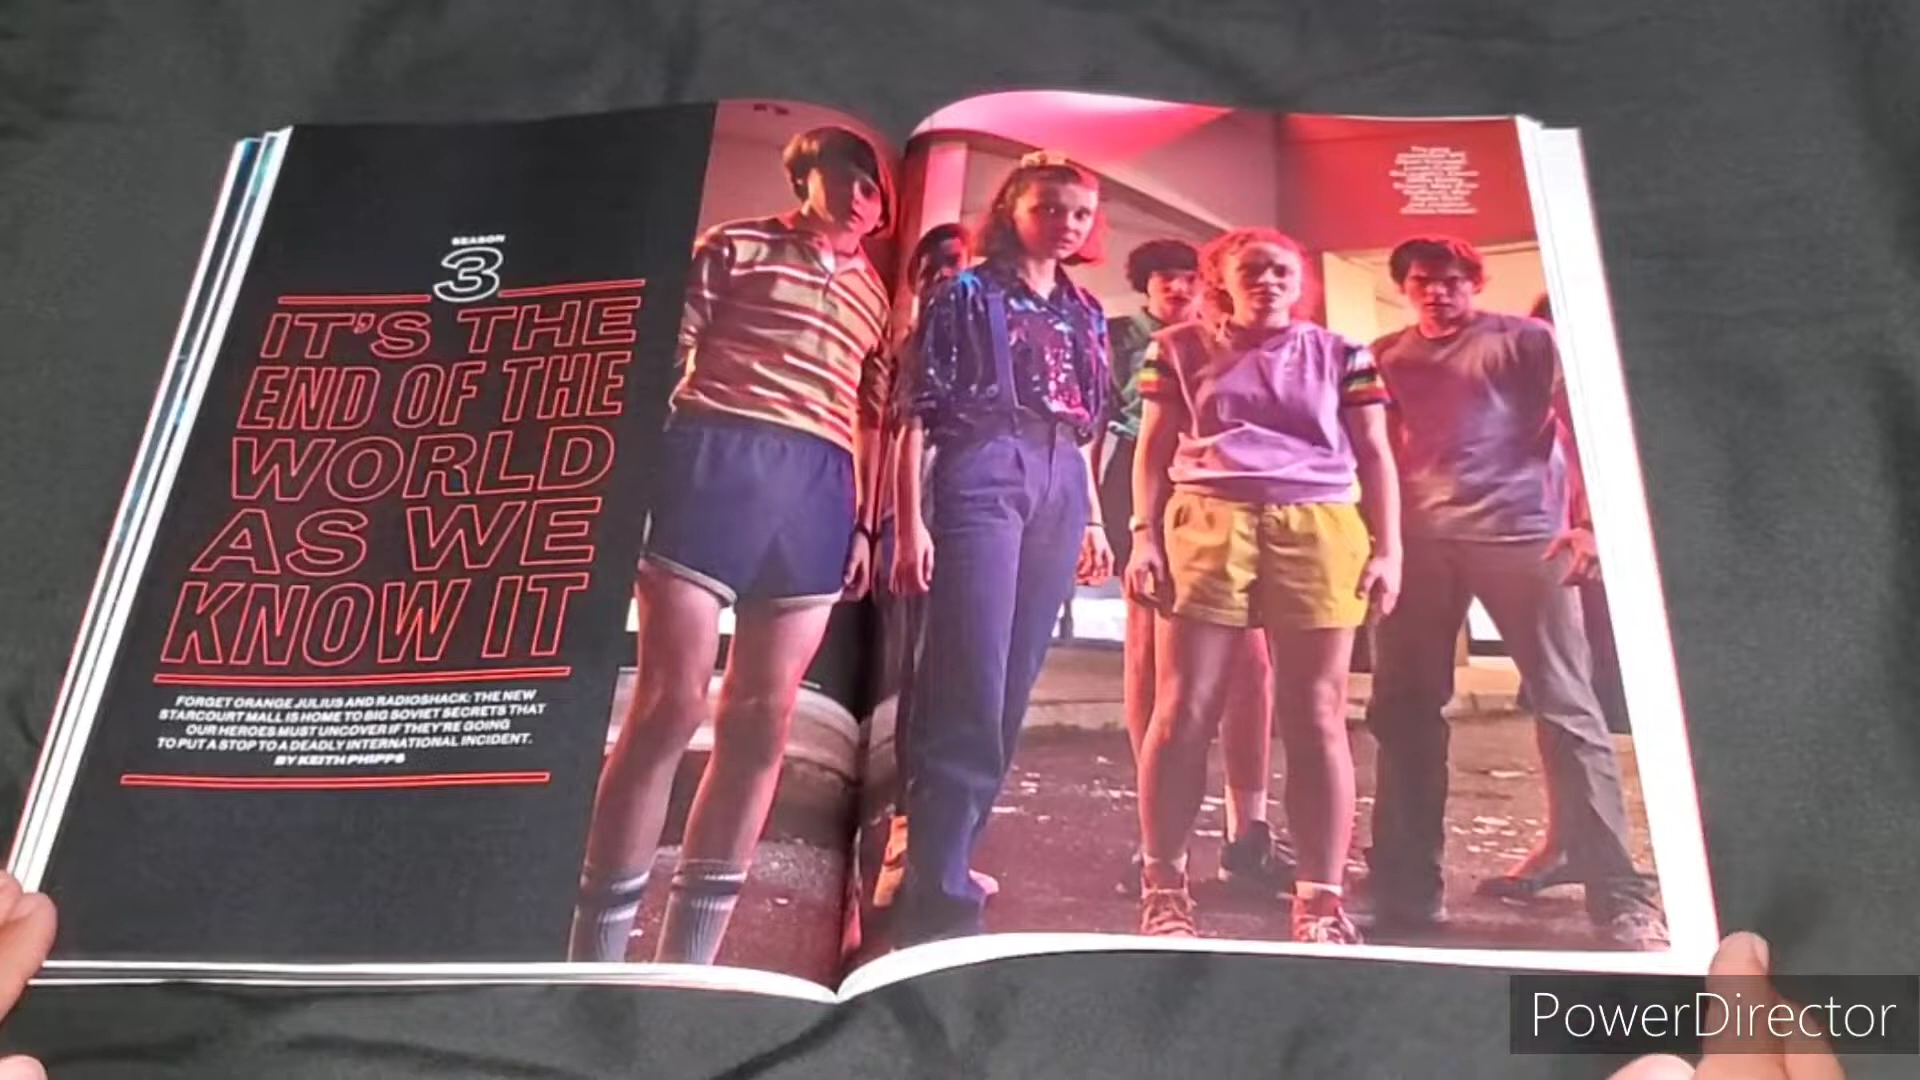 SEASON
3
IT'S THE
END OF THE
WORLD
AS WE
KNOW IT
FORGET ORANGE JULIUS AND RADIOSHACK: THE NEW
STARCOURT MALL IS HOME TO BIG SOVIET SECRETS THAT
OUR HEROES MUST UNCOVER IF THEY'RE GOING
TO PUT A STOP TO A DEADLY INTERNATIONAL INCIDENT.
BY KEITH PHIPPS
PowerDirector